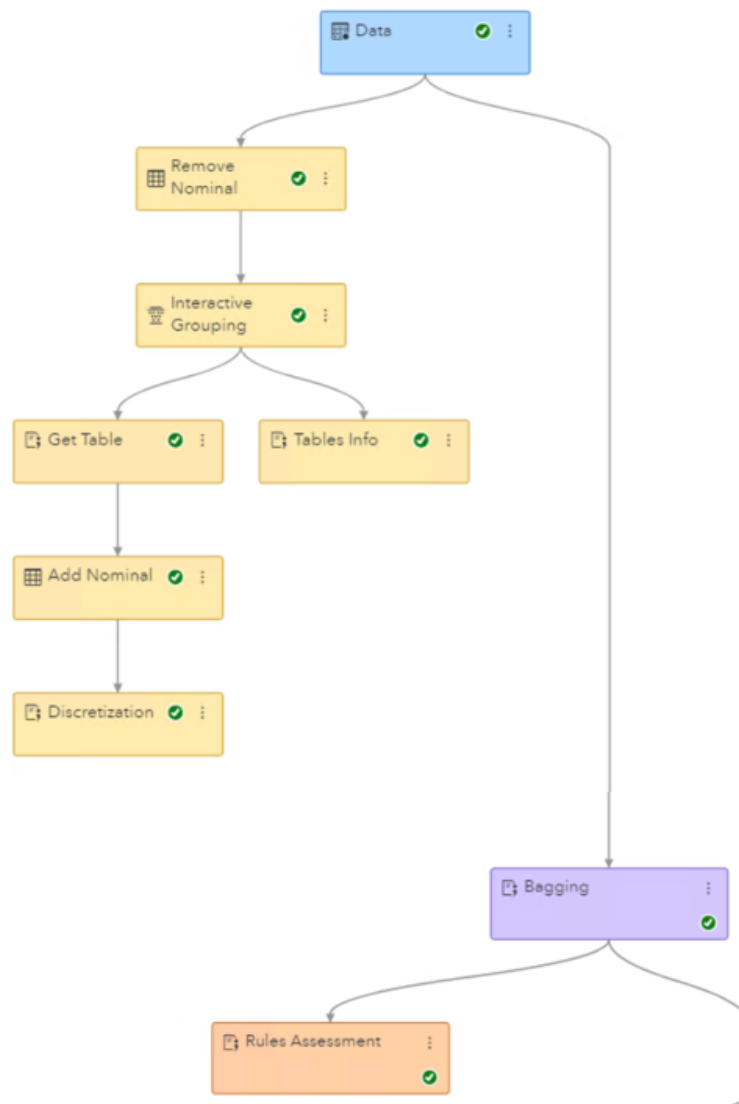 Data
Remove
Nominal
Interactive
Grouping
Get Table
Tables Info
Add Nominal
Discretization
Bagging
Rules Assessment